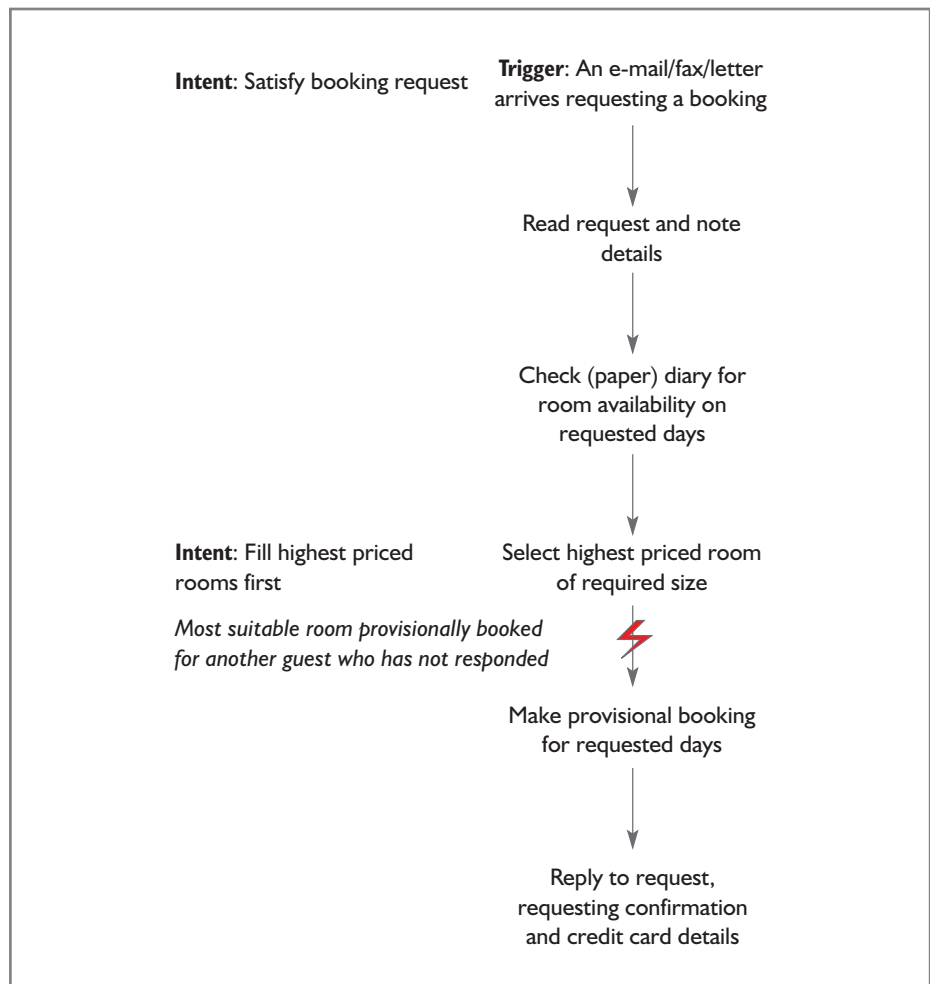 Intent: Satisfy booking request
Trigger: An e-mail/fax/letter
arrives requesting a booking
Read request and note
details
Check (paper) diary for
room availability on
requested days
Intent: Fill highest priced
rooms first
Select highest priced room
of required size
Most suitable room provisionally booked
for another guest who has not responded
Make provisional booking
for requested days
Reply to request,
requesting confirmation
and credit card details